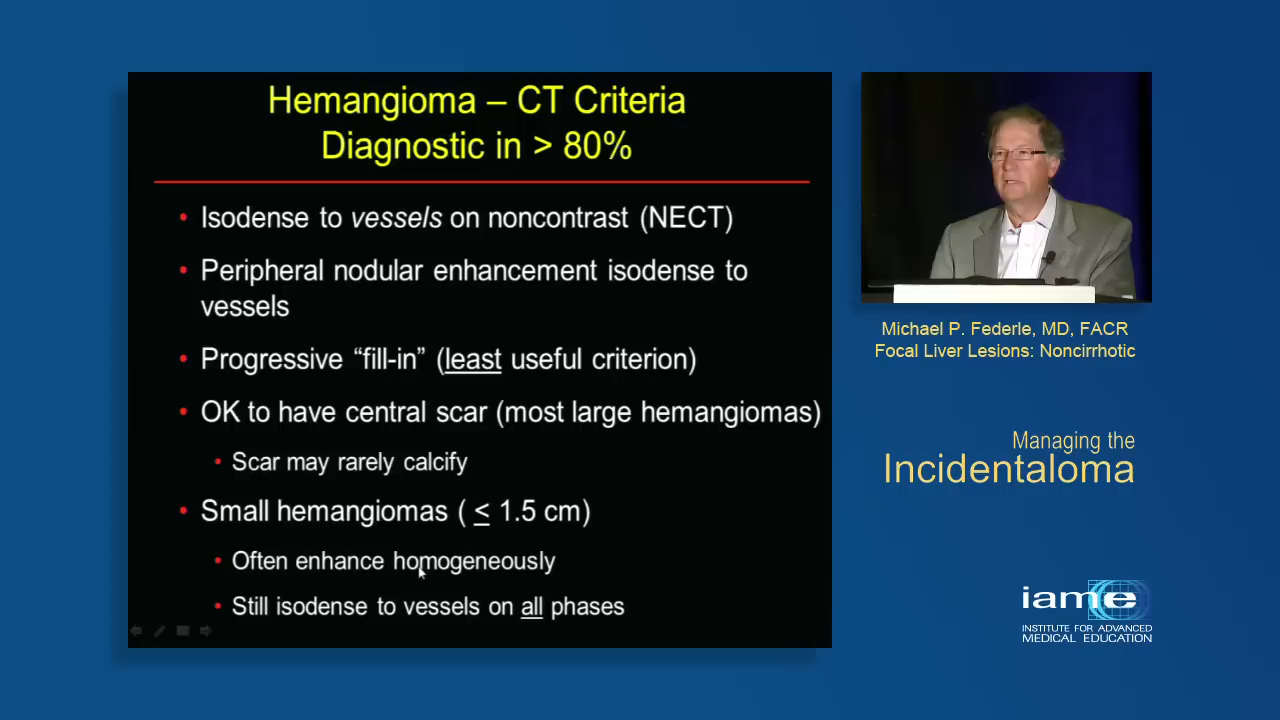 Hemangioma – CT Criteria
Diagnostic in > 80%
• Isodense to vessels on noncontrast (NECT)
• Peripheral nodular enhancement isodense to
vessels
• Progressive “fill-in” (least useful criterion)
• OK to have central scar (most large hemangiomas)
• Scar may rarely calcify
• Small hemangiomas ( ≤ 1.5 cm)
• Often enhance homogeneously
• Still isodense to vessels on all phases
Michael P. Federle, MD, FACR
Focal Liver Lesions: Noncirrhotic
Managing the
Incidentaloma
iame
INSTITUTE FOR ADVANCED
MEDICAL EDUCATION